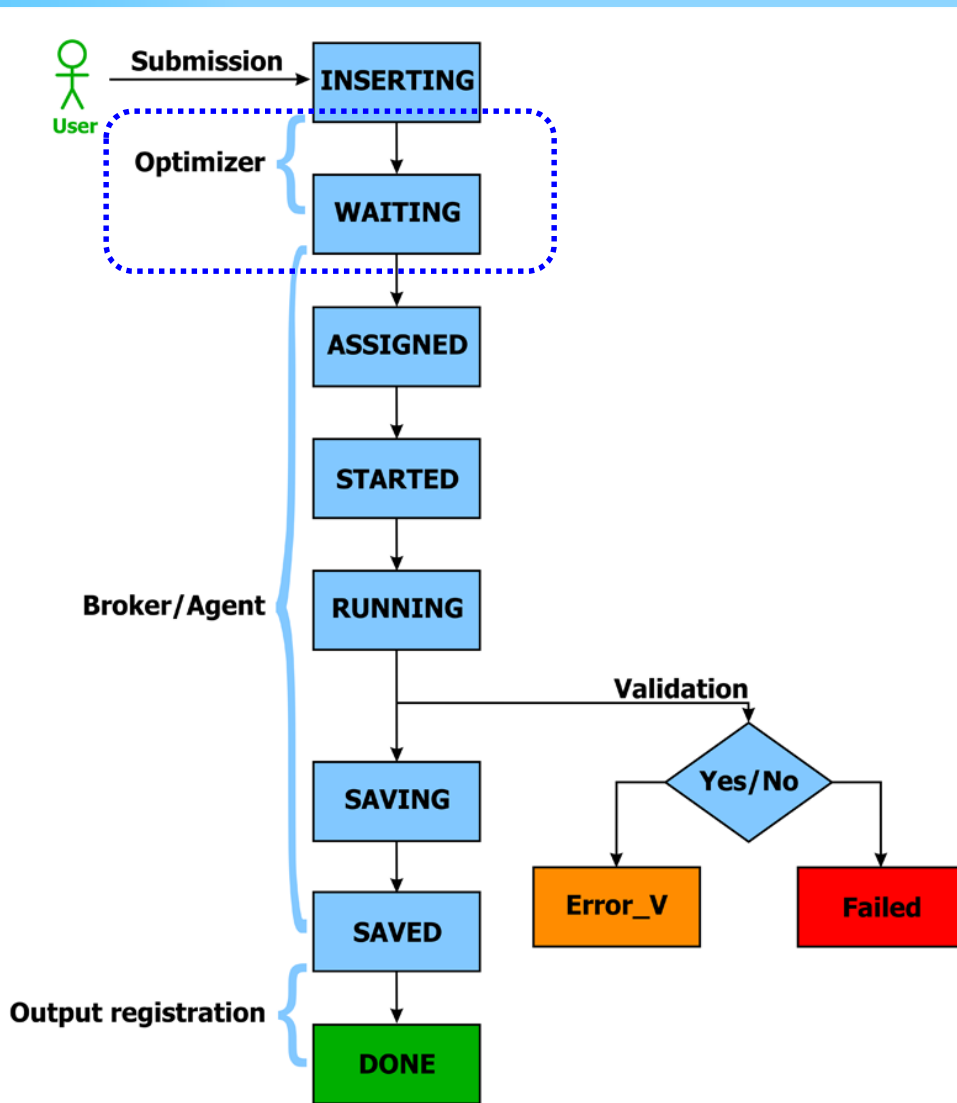 Submission
INSERTING
User
Optimizer
WAITING
ASSIGNED
STARTED
Broker/Agent
RUNNING
Validation
Yes/No
SAVING
Error_V
Failed
SAVED
Output registration
DONE